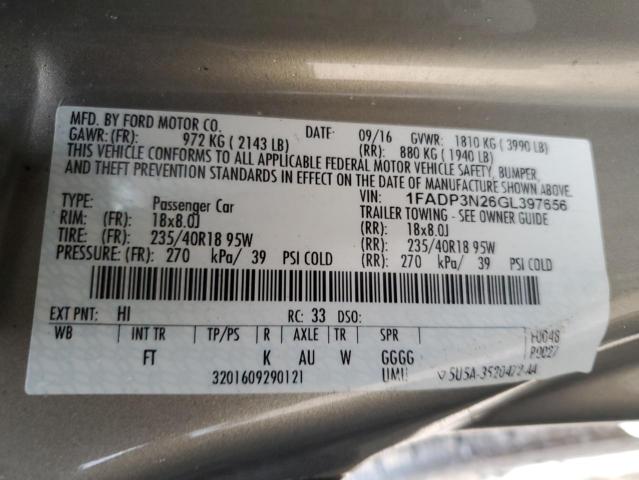 MFD. BY FORD MOTOR CO. DATE: 09/16 GVWR: 1810 KG ( 3990 LB)
GAWR: (FR): 972 KG ( 2143 LB) (RR): 880 KG ( 1940 LB)
THIS VEHICLE CONFORMS TO ALL APPLICABLE FEDERAL MOTOR VEHICLE SAFETY, BUMPER,
AND THEFT PREVENTION STANDARDS IN EFFECT ON THE DATE OF MANUFACTURE SHOWN ABOVE.
VIN: 1FADP3N26GL397656
TYPE: Passenger Car TRAILER TOWING - SEE OWNER GUIDE
RIM: (FR): 18x8.0J (RR): 18x8.0J
TIRE: (FR): 235/40R18 95W (RR): 235/40R18 95W
PRESSURE: (FR): 270 kPa/ 39 PSI COLD (RR): 270 kPa/ 39 PSI COLD
EXT PNT: HI RC: 33 DSO:
WB INT TR TP/PS R AXLE TR SPR F0048
FT K AU W GGGG
3201609290121 UMU